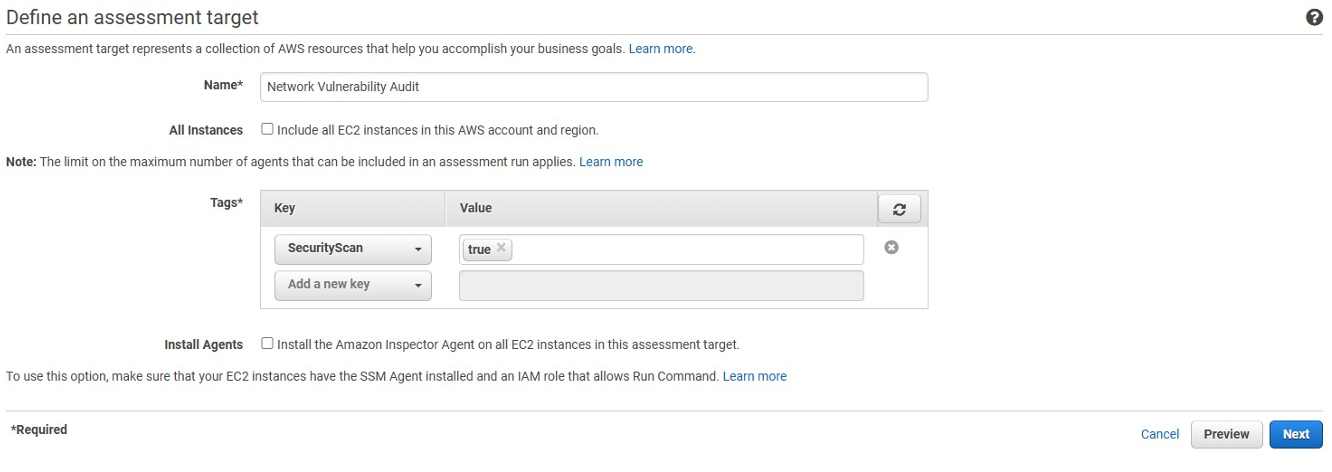 Define an assessment target
An assessment target represents a collection of AWS resources that help you accomplish your business goals. Learn more.
Name* Network Vulnerability Audit
All Instances Include all EC2 instances in this AWS account and region.
Note: The limit on the maximum number of agents that can be included in an assessment run applies. Learn more
Tags* Key Value
SecurityScan true
Add a new key
Install Agents Install the Amazon Inspector Agent on all EC2 instances in this assessment target.
To use this option, make sure that your EC2 instances have the SSM Agent installed and an IAM role that allows Run Command. Learn more
*Required Cancel Preview Next